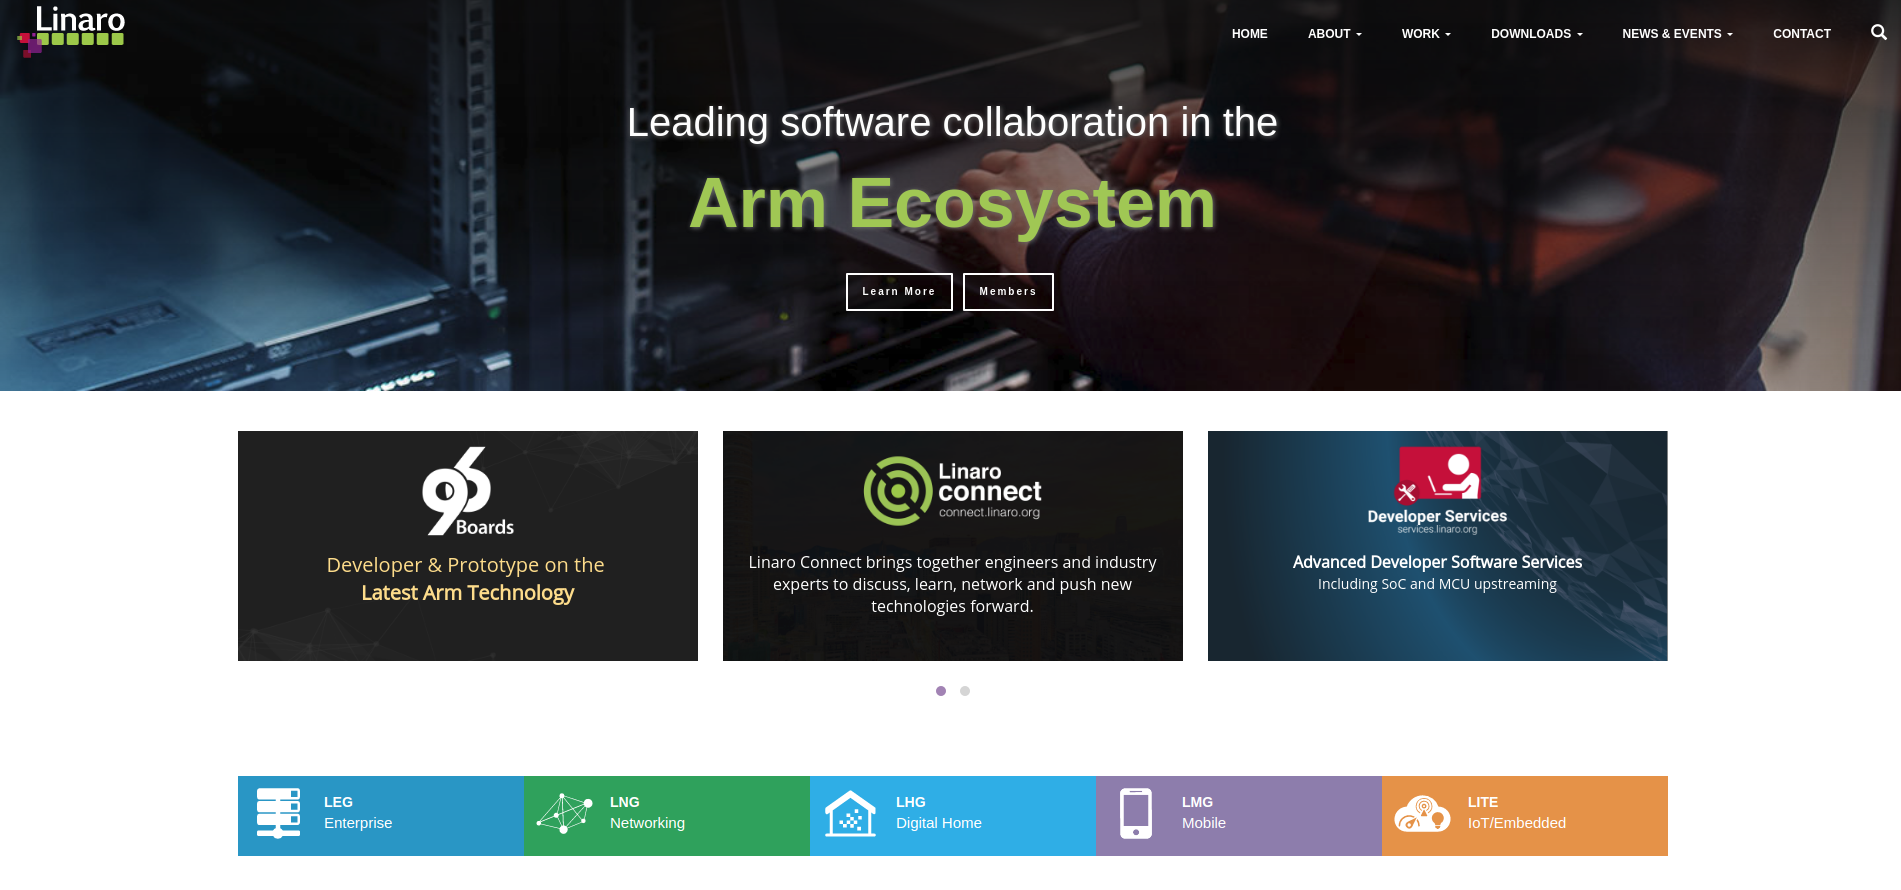 Linaro
HOME
ABOUT
WORK
DOWNLOADS
NEWS & EVENTS
CONTACT
Leading software collaboration in the
Arm Ecosystem
Learn More
Members
96
Boards
Developer & Prototype on the
Latest Arm Technology
Linaro
connect
connect.linaro.org
Linaro Connect brings together engineers and industry
experts to discuss, learn, network and push new
technologies forward.
Developer Services
services.linaro.org
Advanced Developer Software Services
Including SoC and MCU upstreaming
LEG
Enterprise
LNG
Networking
LHG
Digital Home
LMG
Mobile
LITE
IoT/Embedded